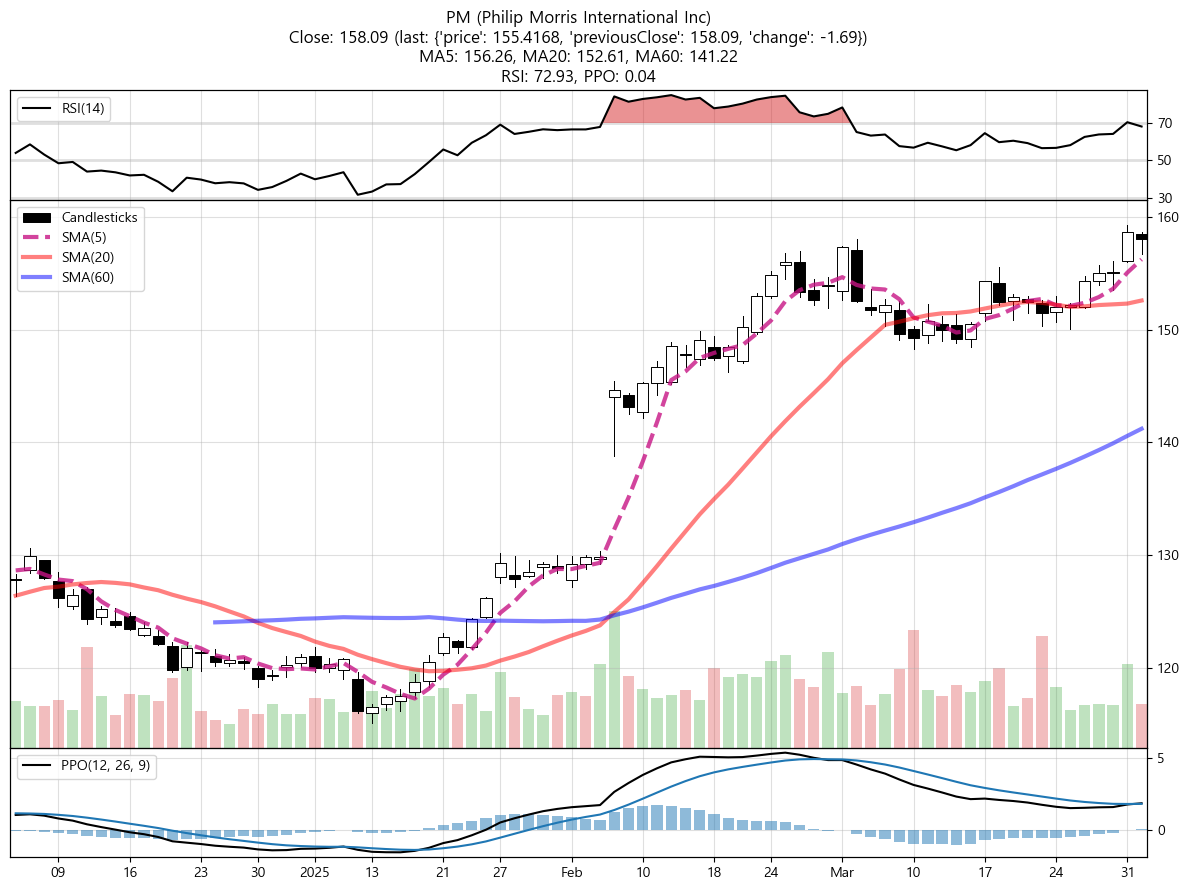 PM (Philip Morris International Inc)
Close: 158.09 (last: {'price': 155.4168, 'previousClose': 158.09, 'change': -1.69})
MA5: 156.26, MA20: 152.61, MA60: 141.22
RSI: 72.93, PPO: 0.04
RSI(14)
70
50
30
Candlesticks
SMA(5)
SMA(20)
SMA(60)
160
150
140
130
120
PPO(12, 26, 9)
5
0
09 16 23 30 2025 13 21 27 Feb 10 18 24 Mar 10 17 24 31